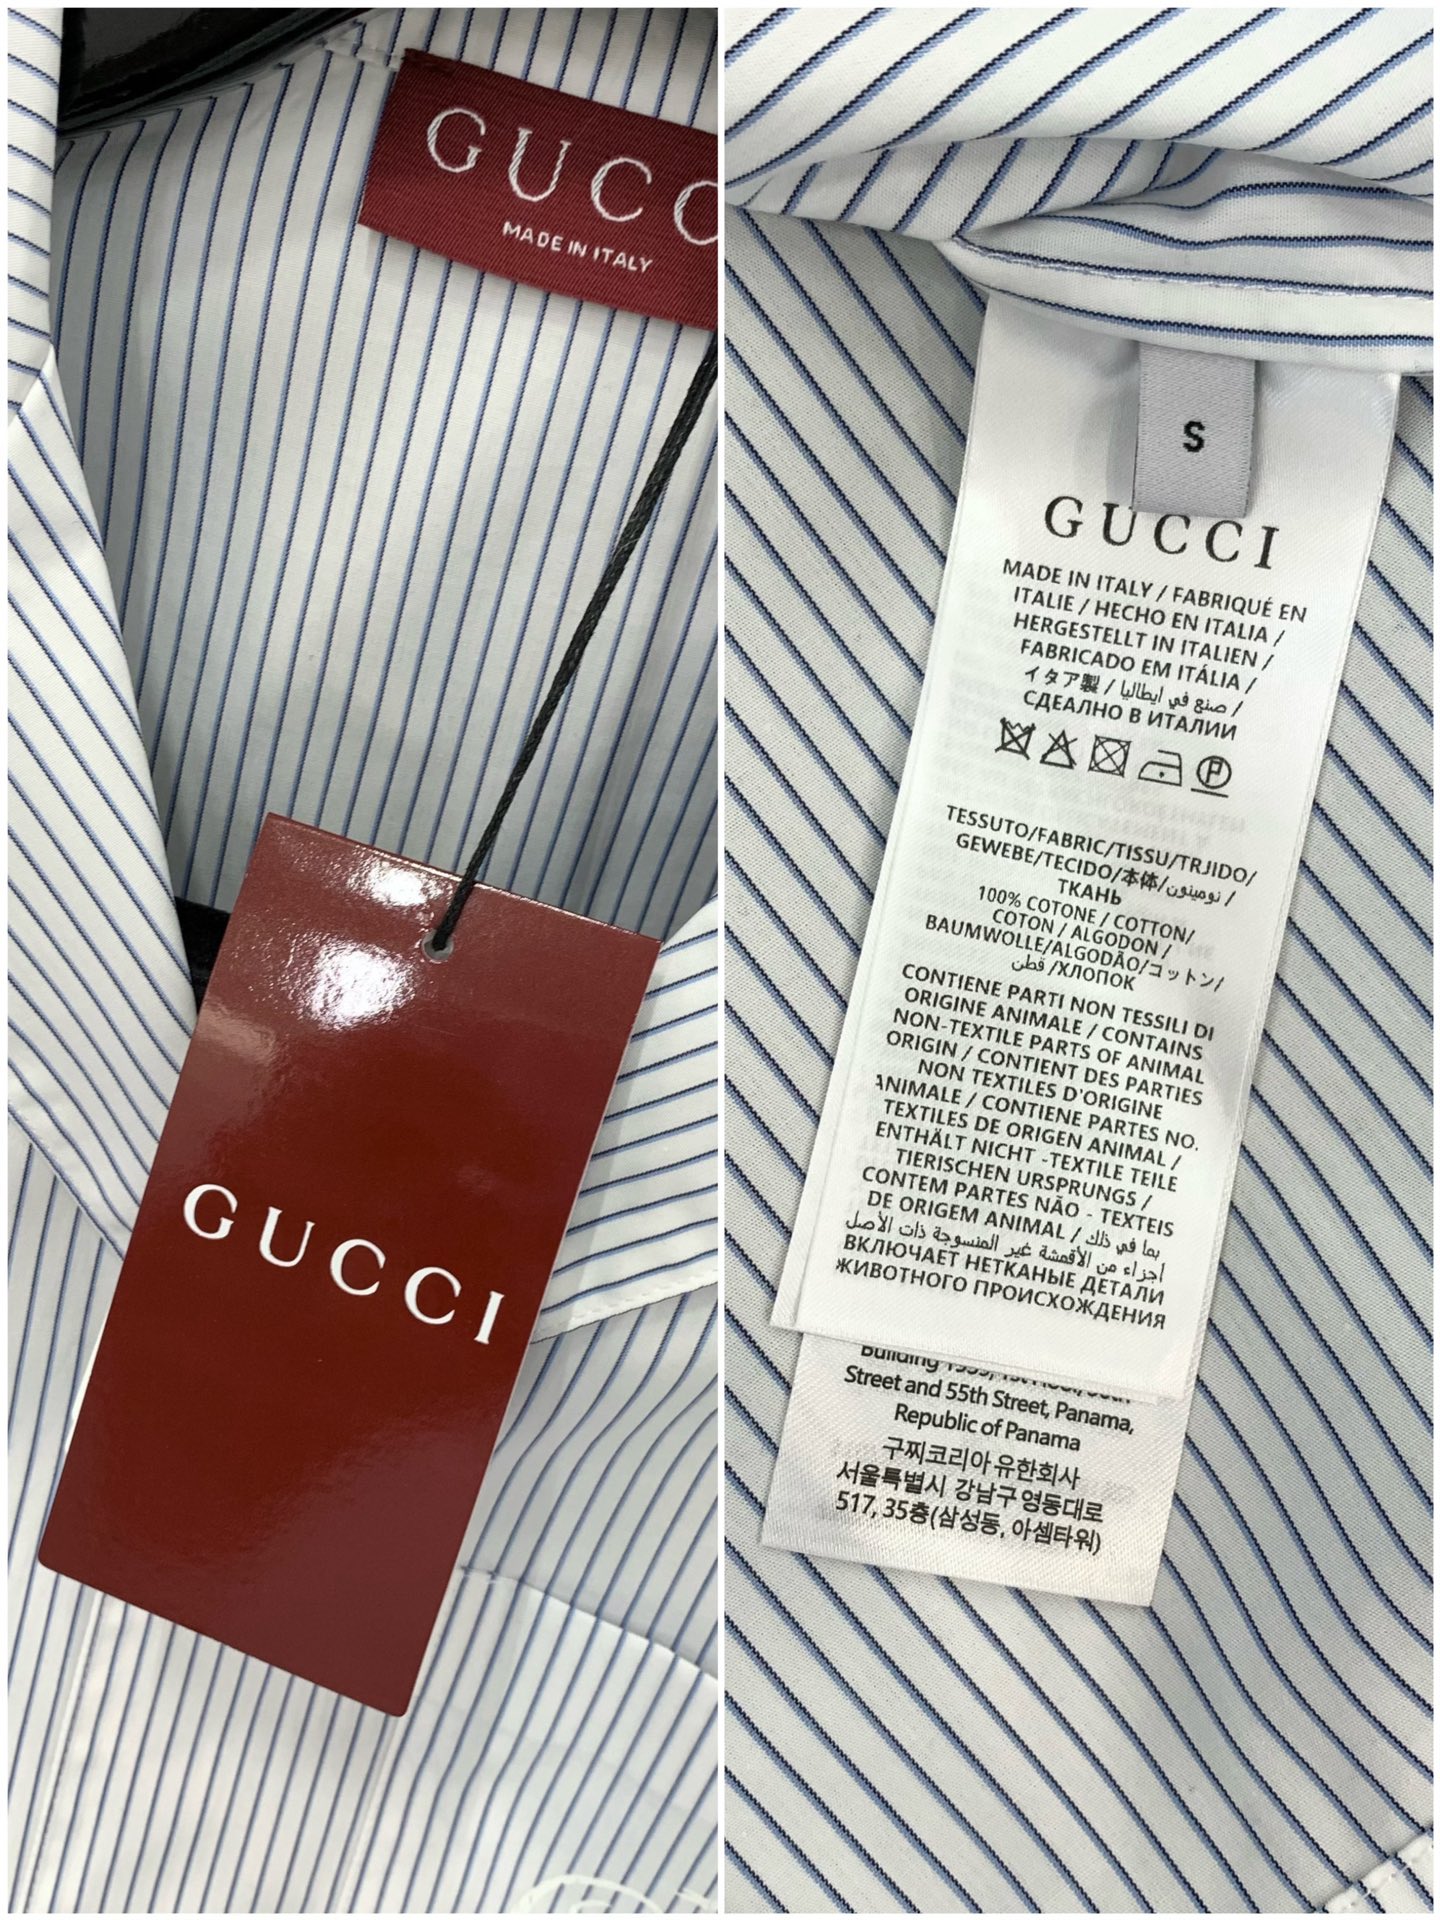 GUCC
MADE IN ITALY
GUCCI
S
GUCCI
MADE IN ITALY / FABRIQUÉ EN
ITALIE / HECHO EN ITALIA /
HERGESTELLT IN ITALIEN /
FABRICADO EM ITÁLIA /
イタア製 / صنع في ايطاليا /
СДЕАЛНО В ИТАЛИИ
TESSUTO/FABRIC/TISSU/TRJIDO/
GEWEBE/TECIDO/本体/نومينون /
ТКАНЬ
100% COTONE / COTTON/
COTON / ALGODON /
BAUMWOLLE/ALGODÃO/コットン/
قطن /ХЛОПОК
CONTIENE PARTI NON TESSILI DI
ORIGINE ANIMALE / CONTAINS
NON-TEXTILE PARTS OF ANIMAL
ORIGIN / CONTIENT DES PARTIES
NON TEXTILES D'ORIGINE
ANIMALE / CONTIENE PARTES NO.
TEXTILES DE ORIGEN ANIMAL /
ENTHÄLT NICHT -TEXTILE TEILE
TIERISCHEN URSPRUNGS /
CONTEM PARTES NÃO - TEXTEIS
DE ORIGEM ANIMAL / بما في ذلك
اجزاء من الأقمشة غير المنسوجة ذات الأصل
ВКЛЮЧАЕТ НЕТКАНЫЕ ДЕТАЛИ
ЖИВОТНОГО ПРОИСХОЖДЕНИЯ
Building
Street and 55th Street, Panama,
Republic of Panama
구찌코리아 유한회사
서울특별시 강남구 영동대로
517, 35층(삼성동, 아셈타워)